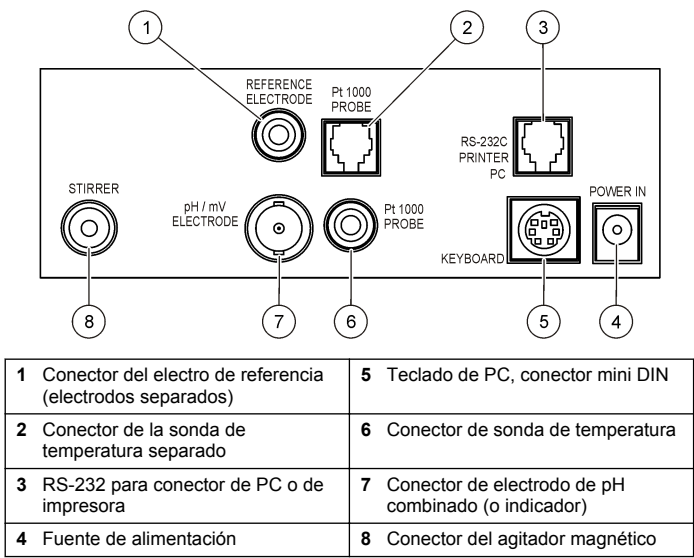 1
2
3
REFERENCE
ELECTRODE
Pt 1000
PROBE
RS-232C
PRINTER
PC
STIRRER
pH / mV
ELECTRODE
Pt 1000
PROBE
KEYBOARD
POWER IN
8
7
6
5
4
1 Conector del electro de referencia
(electrodos separados)
5 Teclado de PC, conector mini DIN
2 Conector de la sonda de
temperatura separado
6 Conector de sonda de temperatura
3 RS-232 para conector de PC o de
impresora
7 Conector de electrodo de pH
combinado (o indicador)
4 Fuente de alimentación
8 Conector del agitador magnético